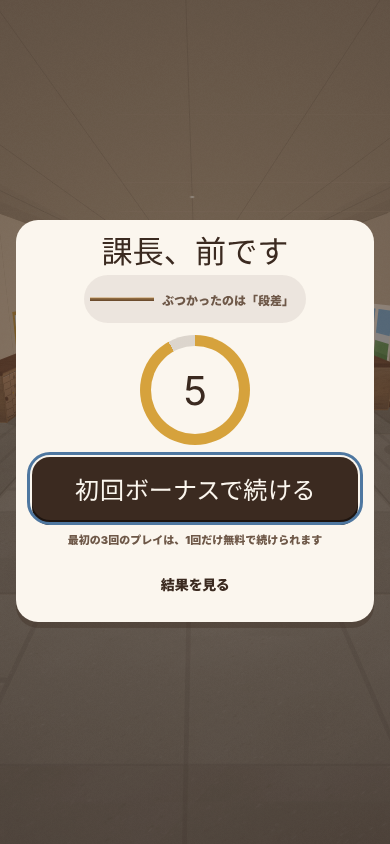 課長、前です
ぶつかったのは「段差」
5
初回ボーナスで続ける
最初の3回のプレイは、1回だけ無料で続けられます
結果を見る